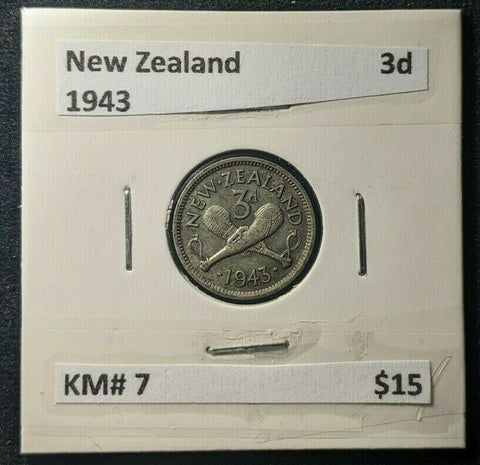 New Zealand 3d
1943
NEW·ZEALAND
3d
·1943·
KM# 7 $15